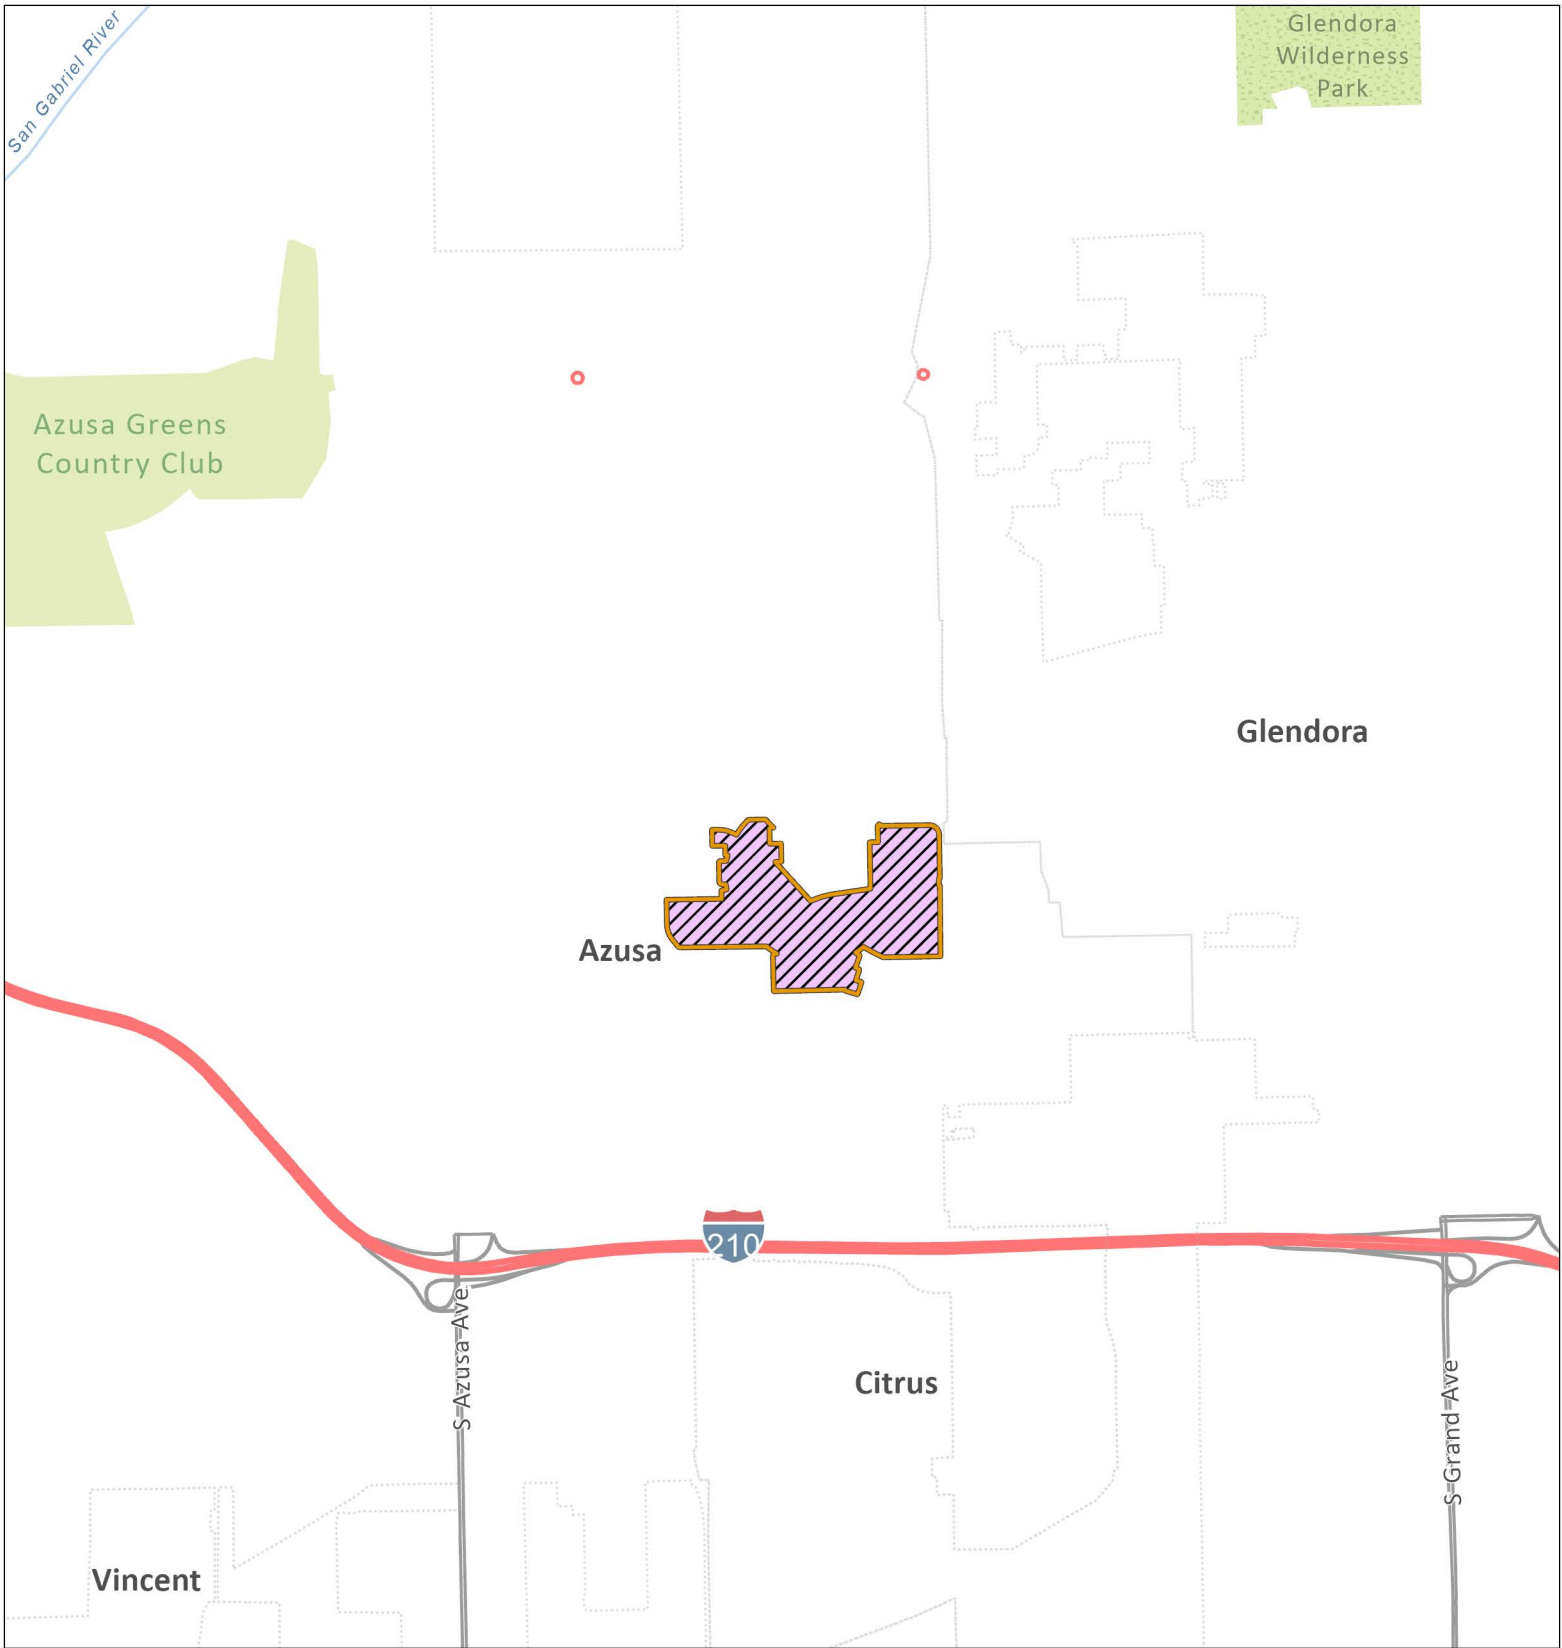 San Gabriel River
Glendora
Wilderness
Park
Azusa Greens
Country Club
Glendora
Azusa
210
S Azusa Ave
Citrus
S Grand Ave
Vincent